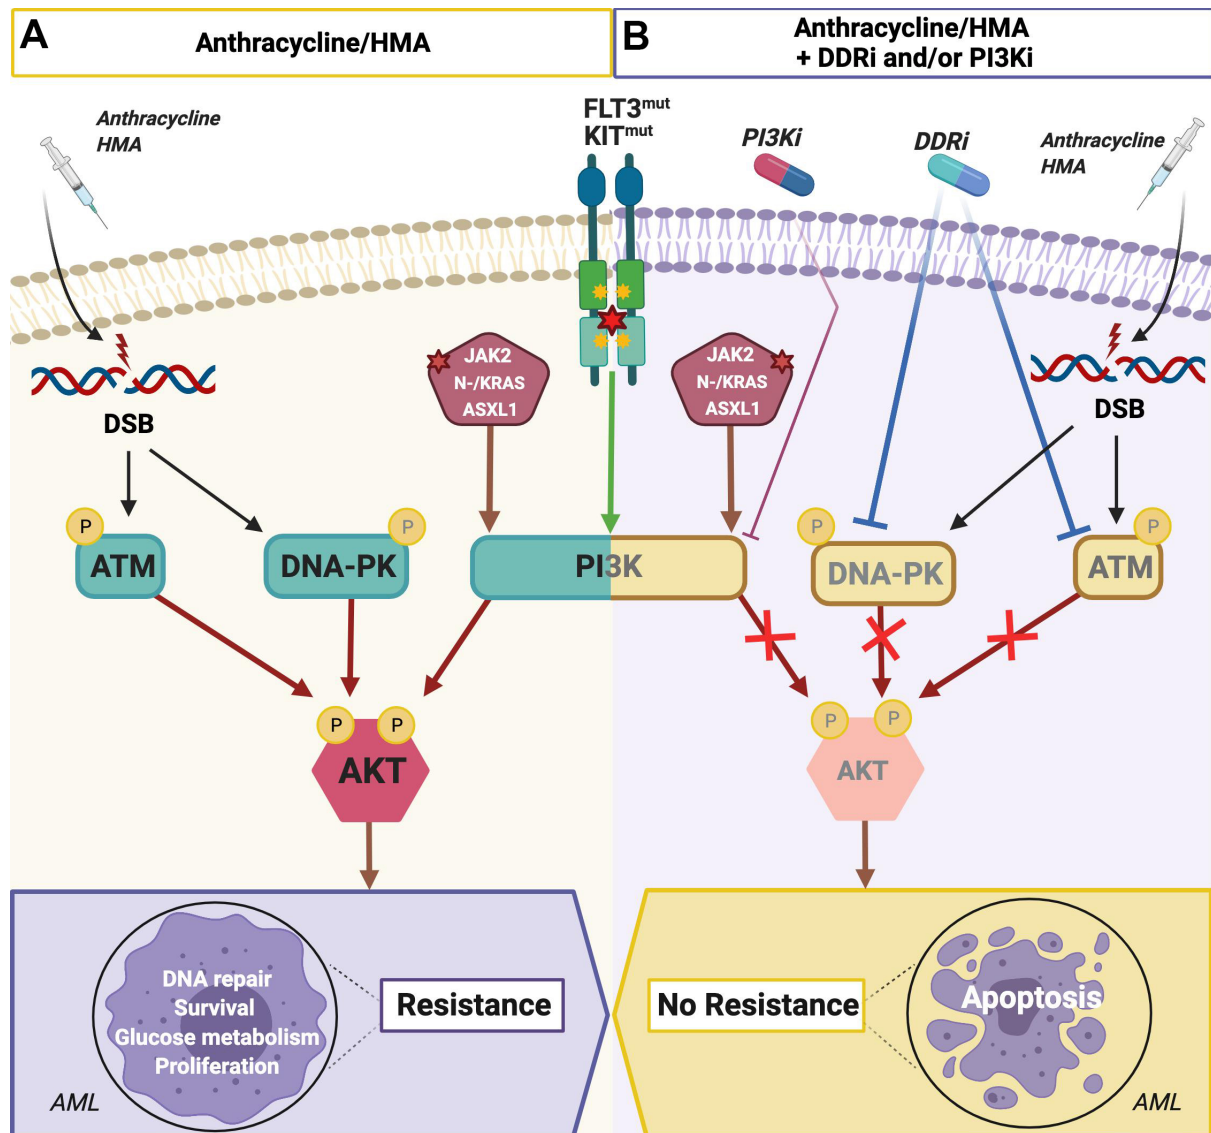 A
Anthracycline/HMA
B
Anthracycline/HMA
+ DDRi and/or PI3Ki
Anthracycline
HMA
FLT3mut
KITmut
PI3Ki
DDRi
Anthracycline
HMA
DSB
JAK2
N-/KRAS
ASXL1
JAK2
N-/KRAS
ASXL1
DSB
P
ATM
P
DNA-PK
PI3K
P
DNA-PK
P
ATM
P
P
AKT
P
P
AKT
DNA repair
Survival
Glucose metabolism
Proliferation
Resistance
AML
No Resistance
Apoptosis
AML